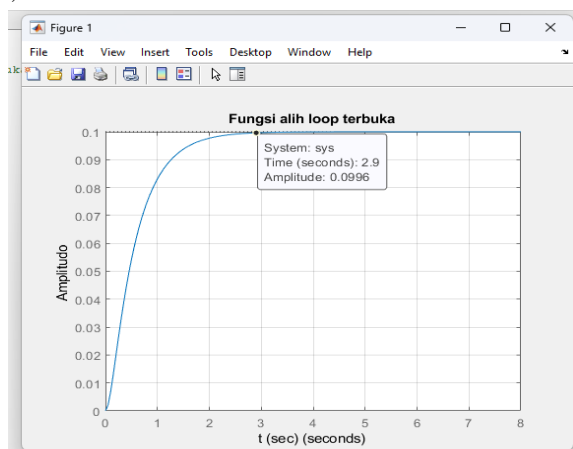 Figure 1
File Edit View Insert Tools Desktop Window Help
Fungsi alih loop terbuka
System: sys
Time (seconds): 2.9
Amplitude: 0.0996
Amplitudo
0.1
0.09
0.08
0.07
0.06
0.05
0.04
0.03
0.02
0.01
0
0 1 2 3 4 5 6 7 8
t (sec) (seconds)